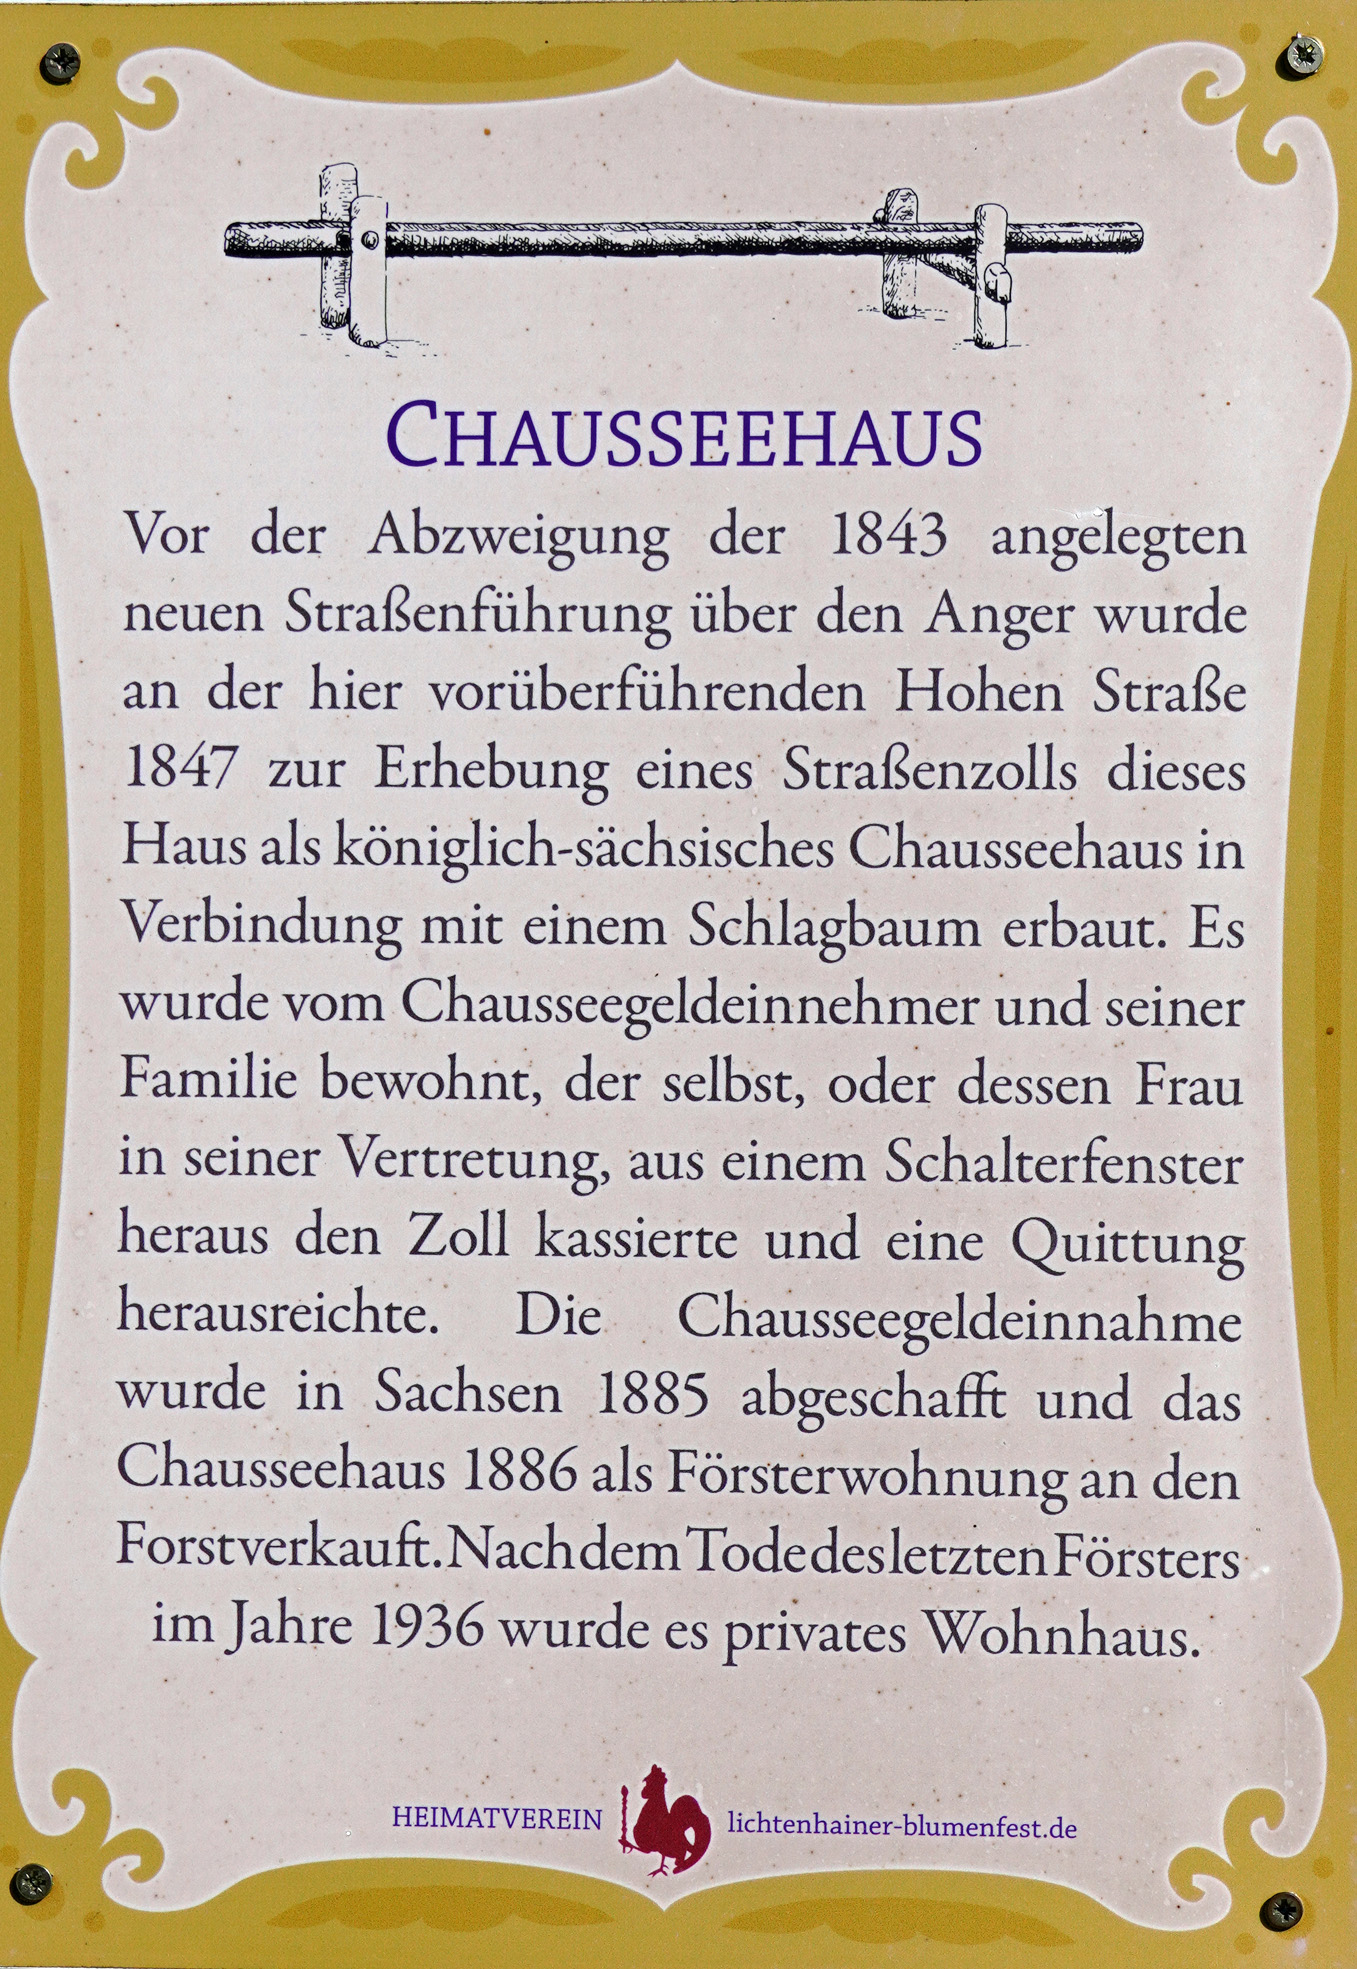 CHAUSSEEHAUS
Vor der Abzweigung der 1843 angelegten
neuen Straßenführung über den Anger wurde
an der hier vorüberführenden Hohen Straße
1847 zur Erhebung eines Straßenzolls dieses
Haus als königlich-sächsisches Chausseehaus in
Verbindung mit einem Schlagbaum erbaut. Es
wurde vom Chausseegeldeinnehmer und seiner
Familie bewohnt, der selbst, oder dessen Frau
in seiner Vertretung, aus einem Schalterfenster
heraus den Zoll kassierte und eine Quittung
herausreichte. Die Chausseegeldeinnahme
wurde in Sachsen 1885 abgeschafft und das
Chausseehaus 1886 als Försterwohnung an den
Forst verkauft. Nach dem Tode des letzten Försters
im Jahre 1936 wurde es privates Wohnhaus.
HEIMATVEREIN lichtenhainer-blumenfest.de